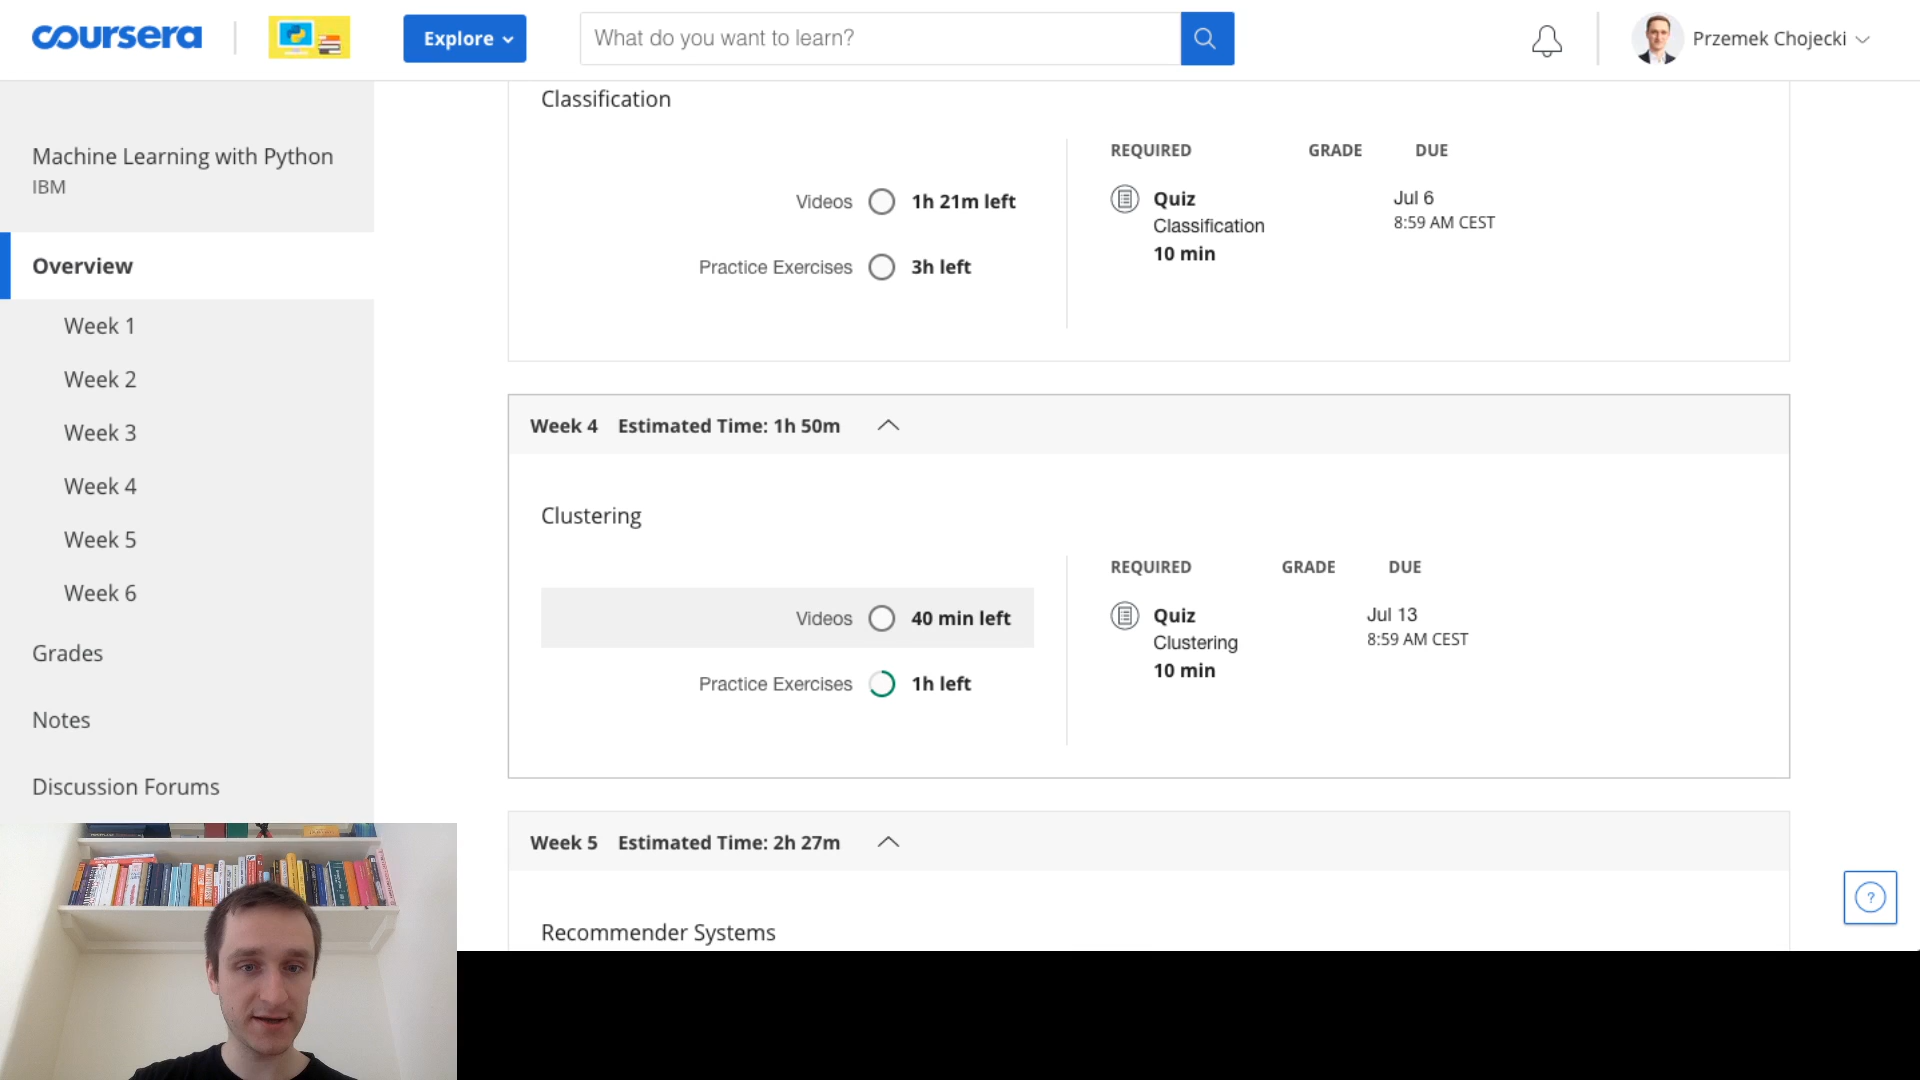 coursera
Explore
What do you want to learn?
Przemek Chojecki
Machine Learning with Python
IBM
Overview
Week 1
Week 2
Week 3
Week 4
Week 5
Week 6
Grades
Notes
Discussion Forums
Classification
Videos 1h 21m left
Practice Exercises 3h left
REQUIRED GRADE DUE
Quiz
Classification
10 min
Jul 6
8:59 AM CEST
Week 4 Estimated Time: 1h 50m
Clustering
Videos 40 min left
Practice Exercises 1h left
REQUIRED GRADE DUE
Quiz
Clustering
10 min
Jul 13
8:59 AM CEST
Week 5 Estimated Time: 2h 27m
Recommender Systems
?